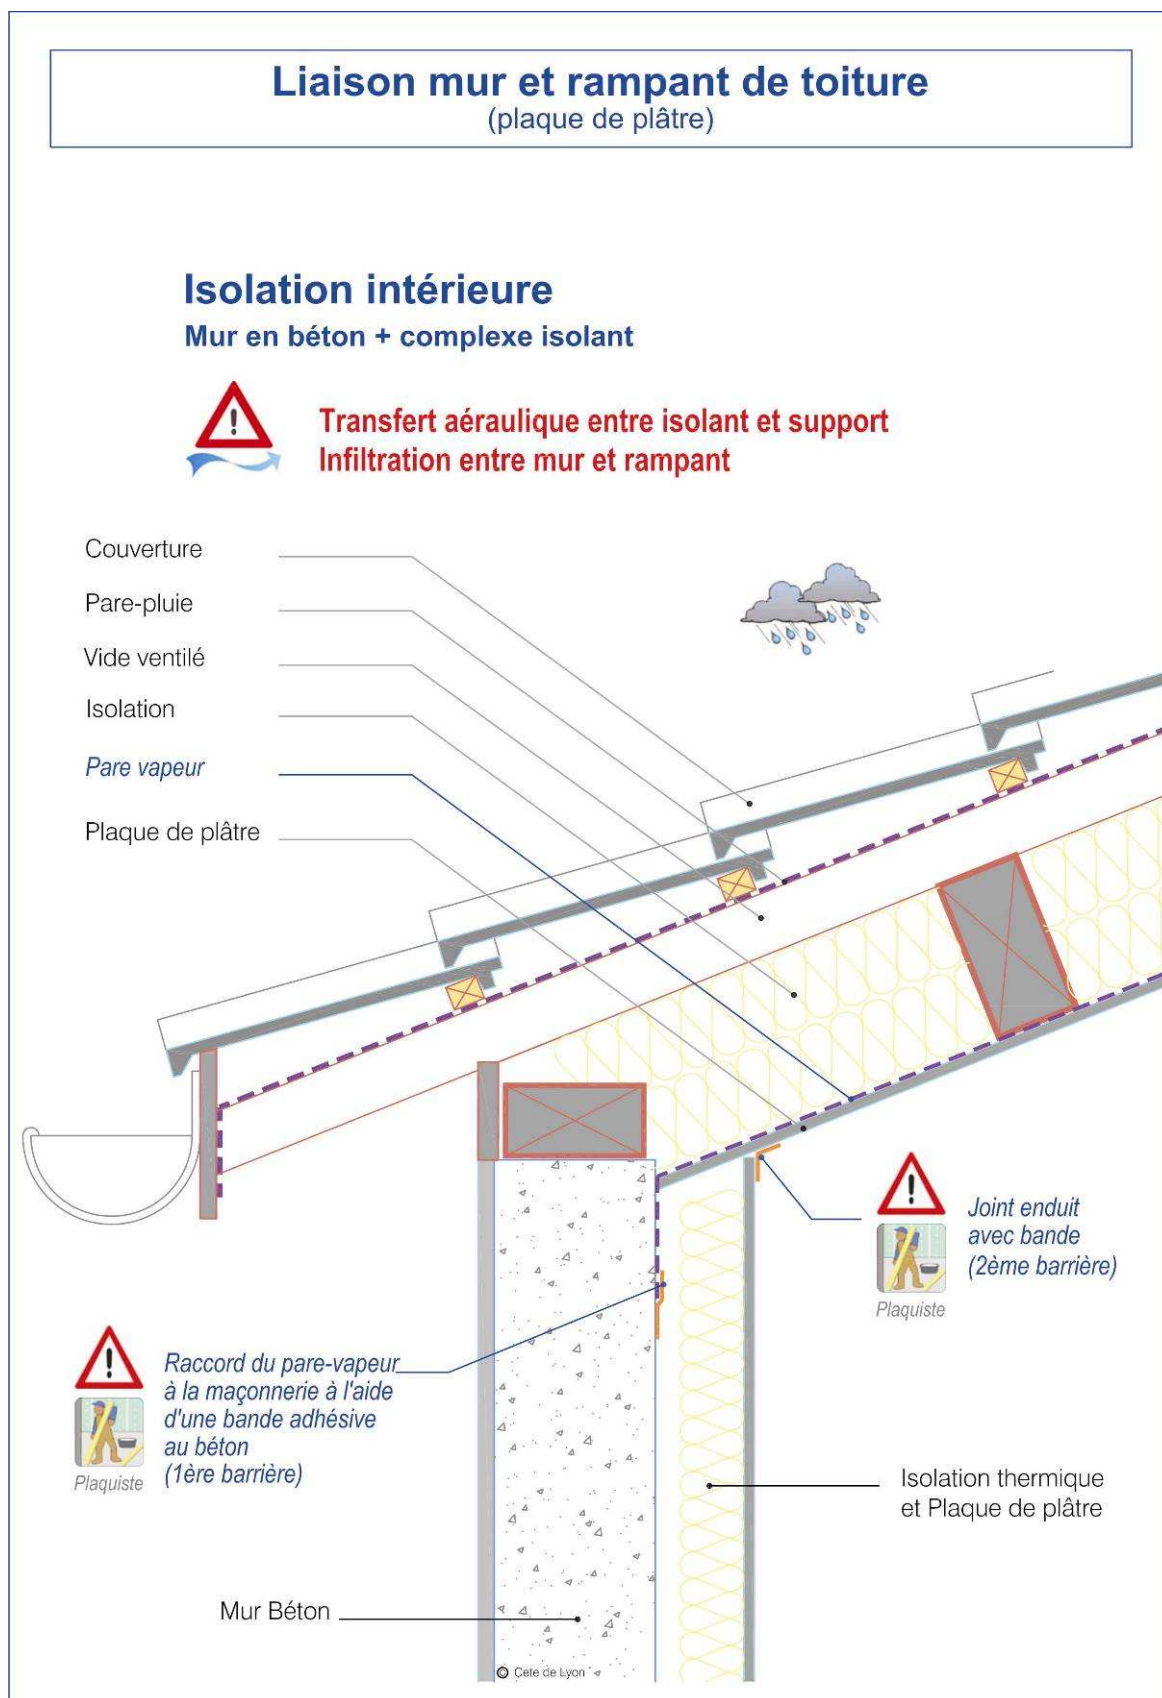 Liaison mur et rampant de toiture
(plaque de plâtre)
Isolation intérieure
Mur en béton + complexe isolant
Transfert aéraulique entre isolant et support
Infiltration entre mur et rampant
Couverture
Pare-pluie
Vide ventilé
Isolation
Pare vapeur
Plaque de plâtre
Joint enduit
avec bande
(2ème barrière)
Plaquiste
Raccord du pare-vapeur
à la maçonnerie à l'aide
d'une bande adhésive
au béton
(1ère barrière)
Plaquiste
Isolation thermique
et Plaque de plâtre
Mur Béton
© Cete de Lyon